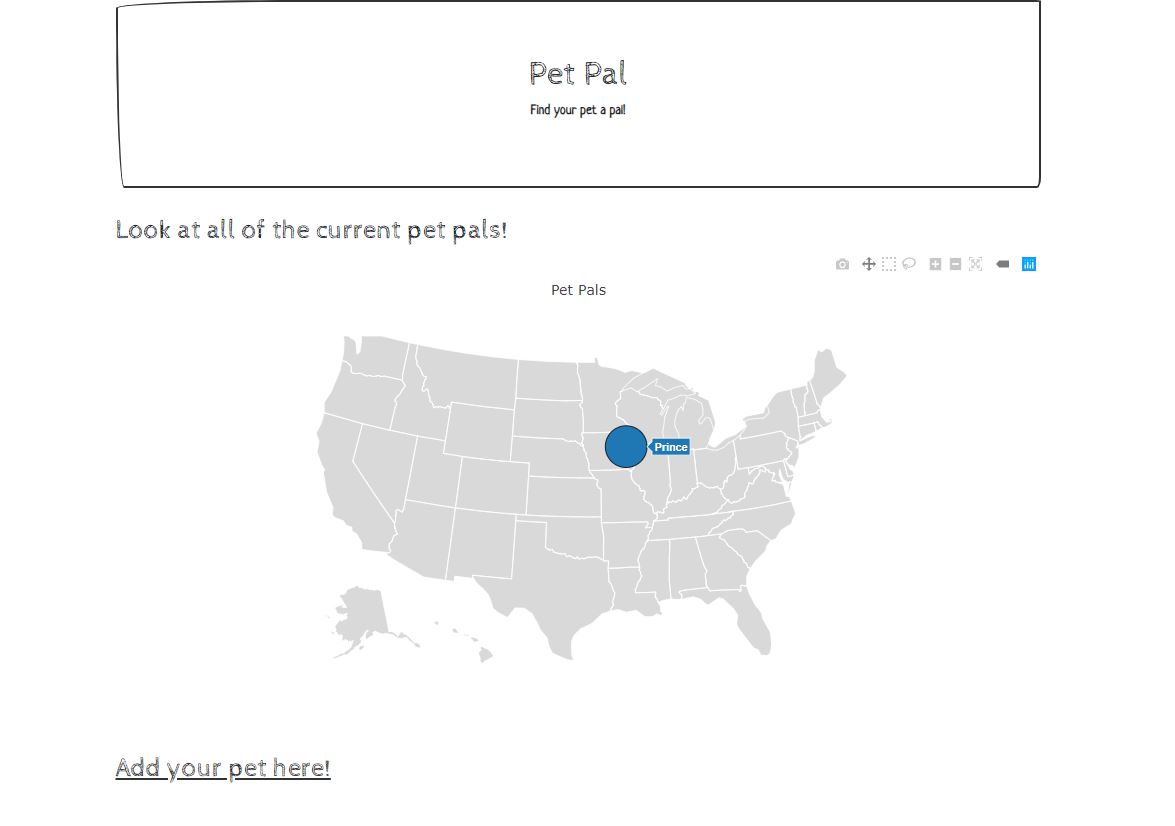 Pet Pal
Find your pet a pal!
Look at all of the current pet pals!
Pet Pals
Prince
Add your pet here!